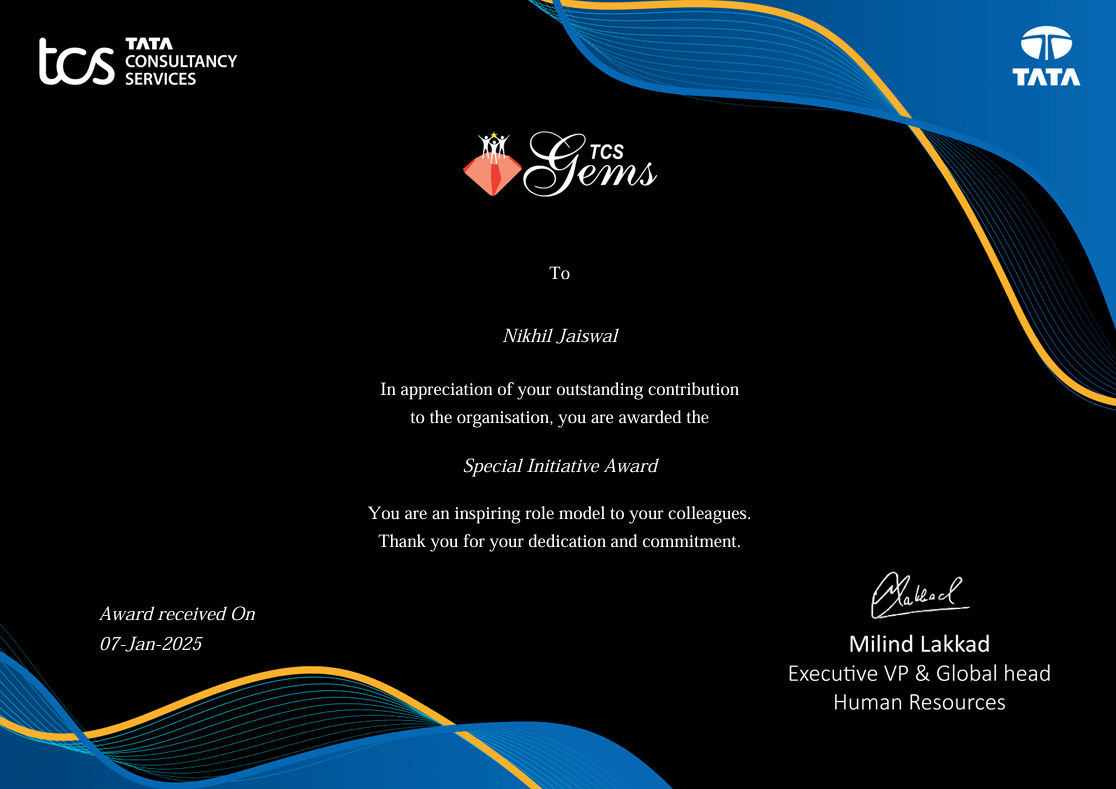 tcs TATA
CONSULTANCY
SERVICES
TATA
TCS
Gems
To
Nikhil Jaiswal
In appreciation of your outstanding contribution
to the organisation, you are awarded the
Special Initiative Award
You are an inspiring role model to your colleagues.
Thank you for your dedication and commitment.
Award received On
07-Jan-2025
Lakkad
Milind Lakkad
Executive VP & Global head
Human Resources